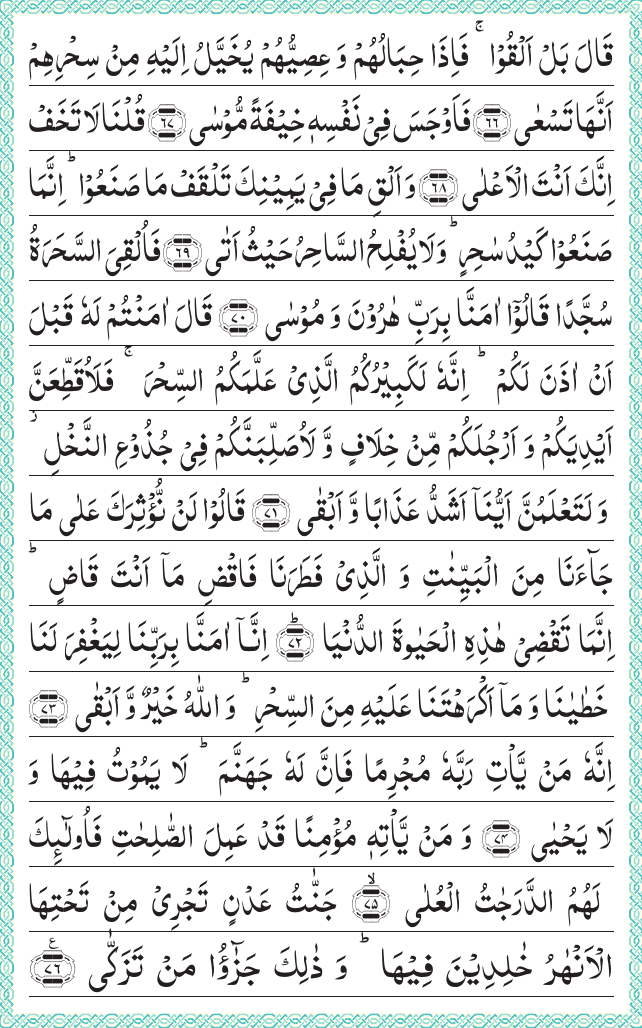 قَالَ بَلْ اَلْقُوْا ۚ فَاِذَا حِبَالُهُمْ وَ عِصِيُّهُمْ يُخَيَّلُ اِلَيْهِ مِنْ سِحْرِهِمْ
اَنَّهَا تَسْعٰى ﴿٦٦﴾ فَاَوْجَسَ فِيْ نَفْسِهٖ خِيْفَةً مُّوْسٰى ﴿٦٧﴾ قُلْنَا لَا تَخَفْ
اِنَّكَ اَنْتَ الْاَعْلٰى ﴿٦٨﴾ وَ اَلْقِ مَا فِيْ يَمِيْنِكَ تَلْقَفْ مَا صَنَعُوْا ؕ اِنَّمَا
صَنَعُوْا كَيْدُ سٰحِرٍ ؕ وَلَا يُفْلِحُ السَّاحِرُ حَيْثُ اَتٰى ﴿٦٩﴾ فَاُلْقِيَ السَّحَرَةُ
سُجَّدًا قَالُوْۤا اٰمَنَّا بِرَبِّ هٰرُوْنَ وَ مُوْسٰى ﴿٧٠﴾ قَالَ اٰمَنْتُمْ لَهٗ قَبْلَ
اَنْ اٰذَنَ لَكُمْ ؕ اِنَّهٗ لَكَبِيْرُكُمُ الَّذِيْ عَلَّمَكُمُ السِّحْرَ ۚ فَلَاُقَطِّعَنَّ
اَيْدِيَكُمْ وَ اَرْجُلَكُمْ مِّنْ خِلَافٍ وَّ لَاُصَلِّبَنَّكُمْ فِيْ جُذُوْعِ النَّخْلِ ؗ
وَ لَتَعْلَمُنَّ اَيُّنَاۤ اَشَدُّ عَذَابًا وَّ اَبْقٰى ﴿٧١﴾ قَالُوْا لَنْ نُّؤْثِرَكَ عَلٰى مَا
جَآءَنَا مِنَ الْبَيِّنٰتِ وَ الَّذِيْ فَطَرَنَا فَاقْضِ مَاۤ اَنْتَ قَاضٍ ؕ
اِنَّمَا تَقْضِيْ هٰذِهِ الْحَيٰوةَ الدُّنْيَا ﴿٧٢﴾ؕ اِنَّاۤ اٰمَنَّا بِرَبِّنَا لِيَغْفِرَ لَنَا
خَطٰيٰنَا وَ مَاۤ اَكْرَهْتَنَا عَلَيْهِ مِنَ السِّحْرِ ؕ وَ اللّٰهُ خَيْرٌ وَّ اَبْقٰى ﴿٧٣﴾
اِنَّهٗ مَنْ يَّاْتِ رَبَّهٗ مُجْرِمًا فَاِنَّ لَهٗ جَهَنَّمَ ؕ لَا يَمُوْتُ فِيْهَا وَ
لَا يَحْيٰى ﴿٧٤﴾ وَ مَنْ يَّاْتِهٖ مُؤْمِنًا قَدْ عَمِلَ الصّٰلِحٰتِ فَاُولٰٓئِكَ
لَهُمُ الدَّرَجٰتُ الْعُلٰى ﴿٧٥﴾ۙ جَنّٰتُ عَدْنٍ تَجْرِيْ مِنْ تَحْتِهَا
الْاَنْهٰرُ خٰلِدِيْنَ فِيْهَا ؕ وَ ذٰلِكَ جَزٰٓؤُا مَنْ تَزَكّٰى ﴿٧٦﴾ ع